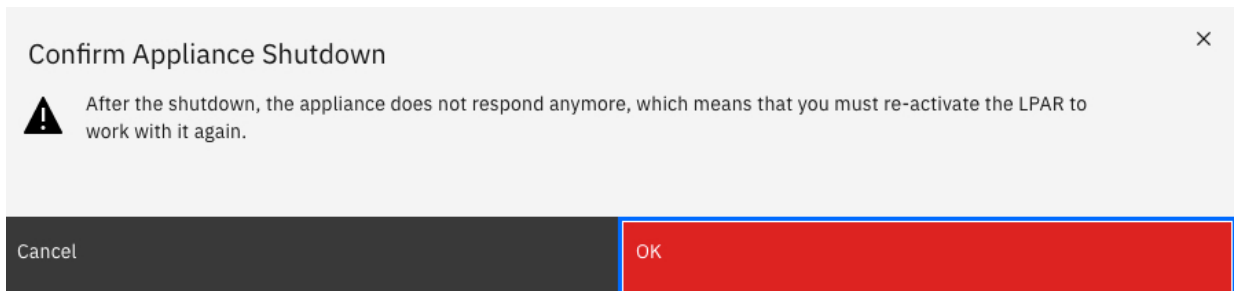 Confirm Appliance Shutdown
After the shutdown, the appliance does not respond anymore, which means that you must re-activate the LPAR to
work with it again.
Cancel
OK